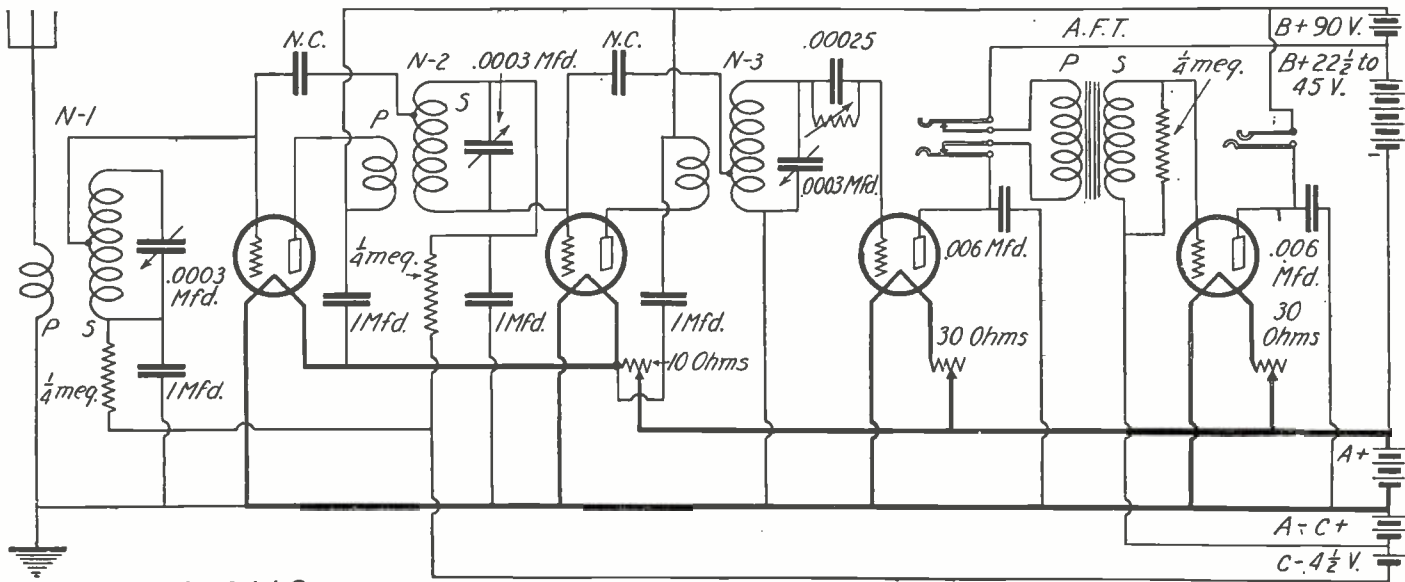 N.C.
N-2
.0003 Mfd.
N.C.
N-3
.00025
A.F.T.
B+ 90 V.
P S
1/4 meg.
B+22 1/2 to
45 V.
N-1
P
S
.0003 Mfd.
.0003
Mfd.
1/4 meg.
.006 Mfd.
.006
Mfd.
P
S
1 Mfd.
1 Mfd.
1 Mfd.
30 Ohms
30
Ohms
10 Ohms
1/4 meg.
1 Mfd.
A+
A- C+
C-4 1/2 V.